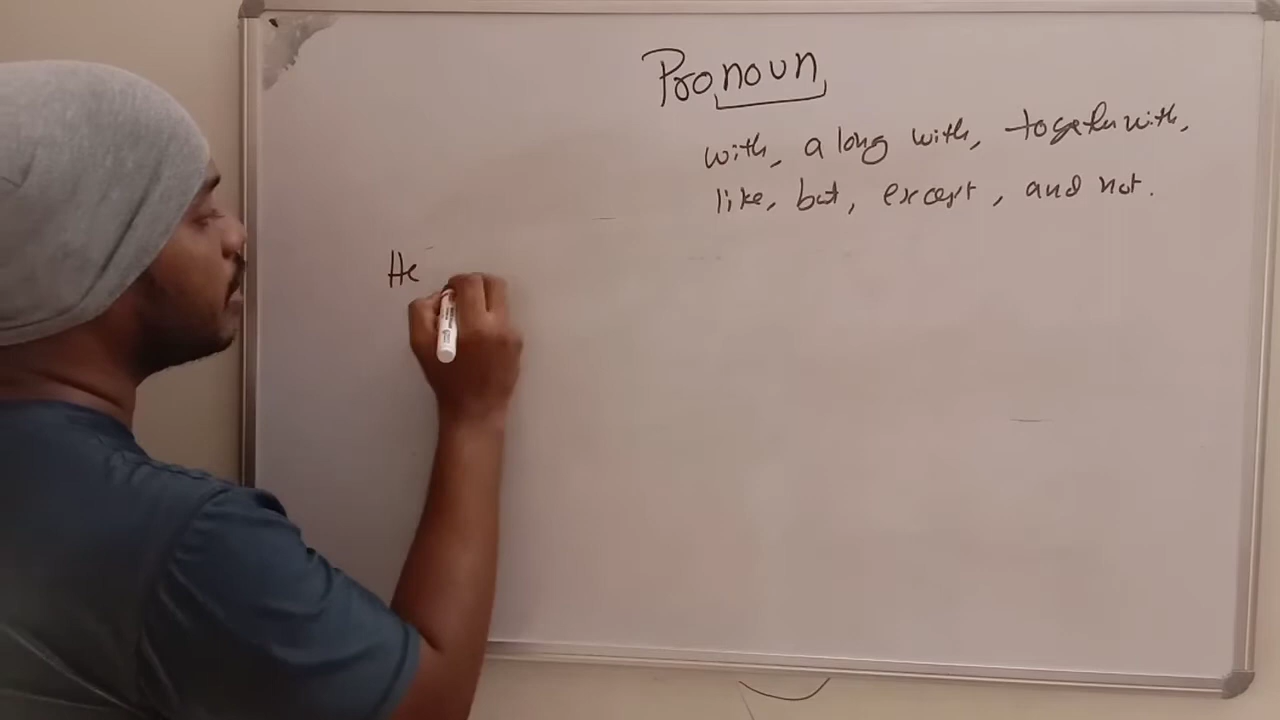 Pronoun
with, along with, together with,
like, but, except, and not.
He